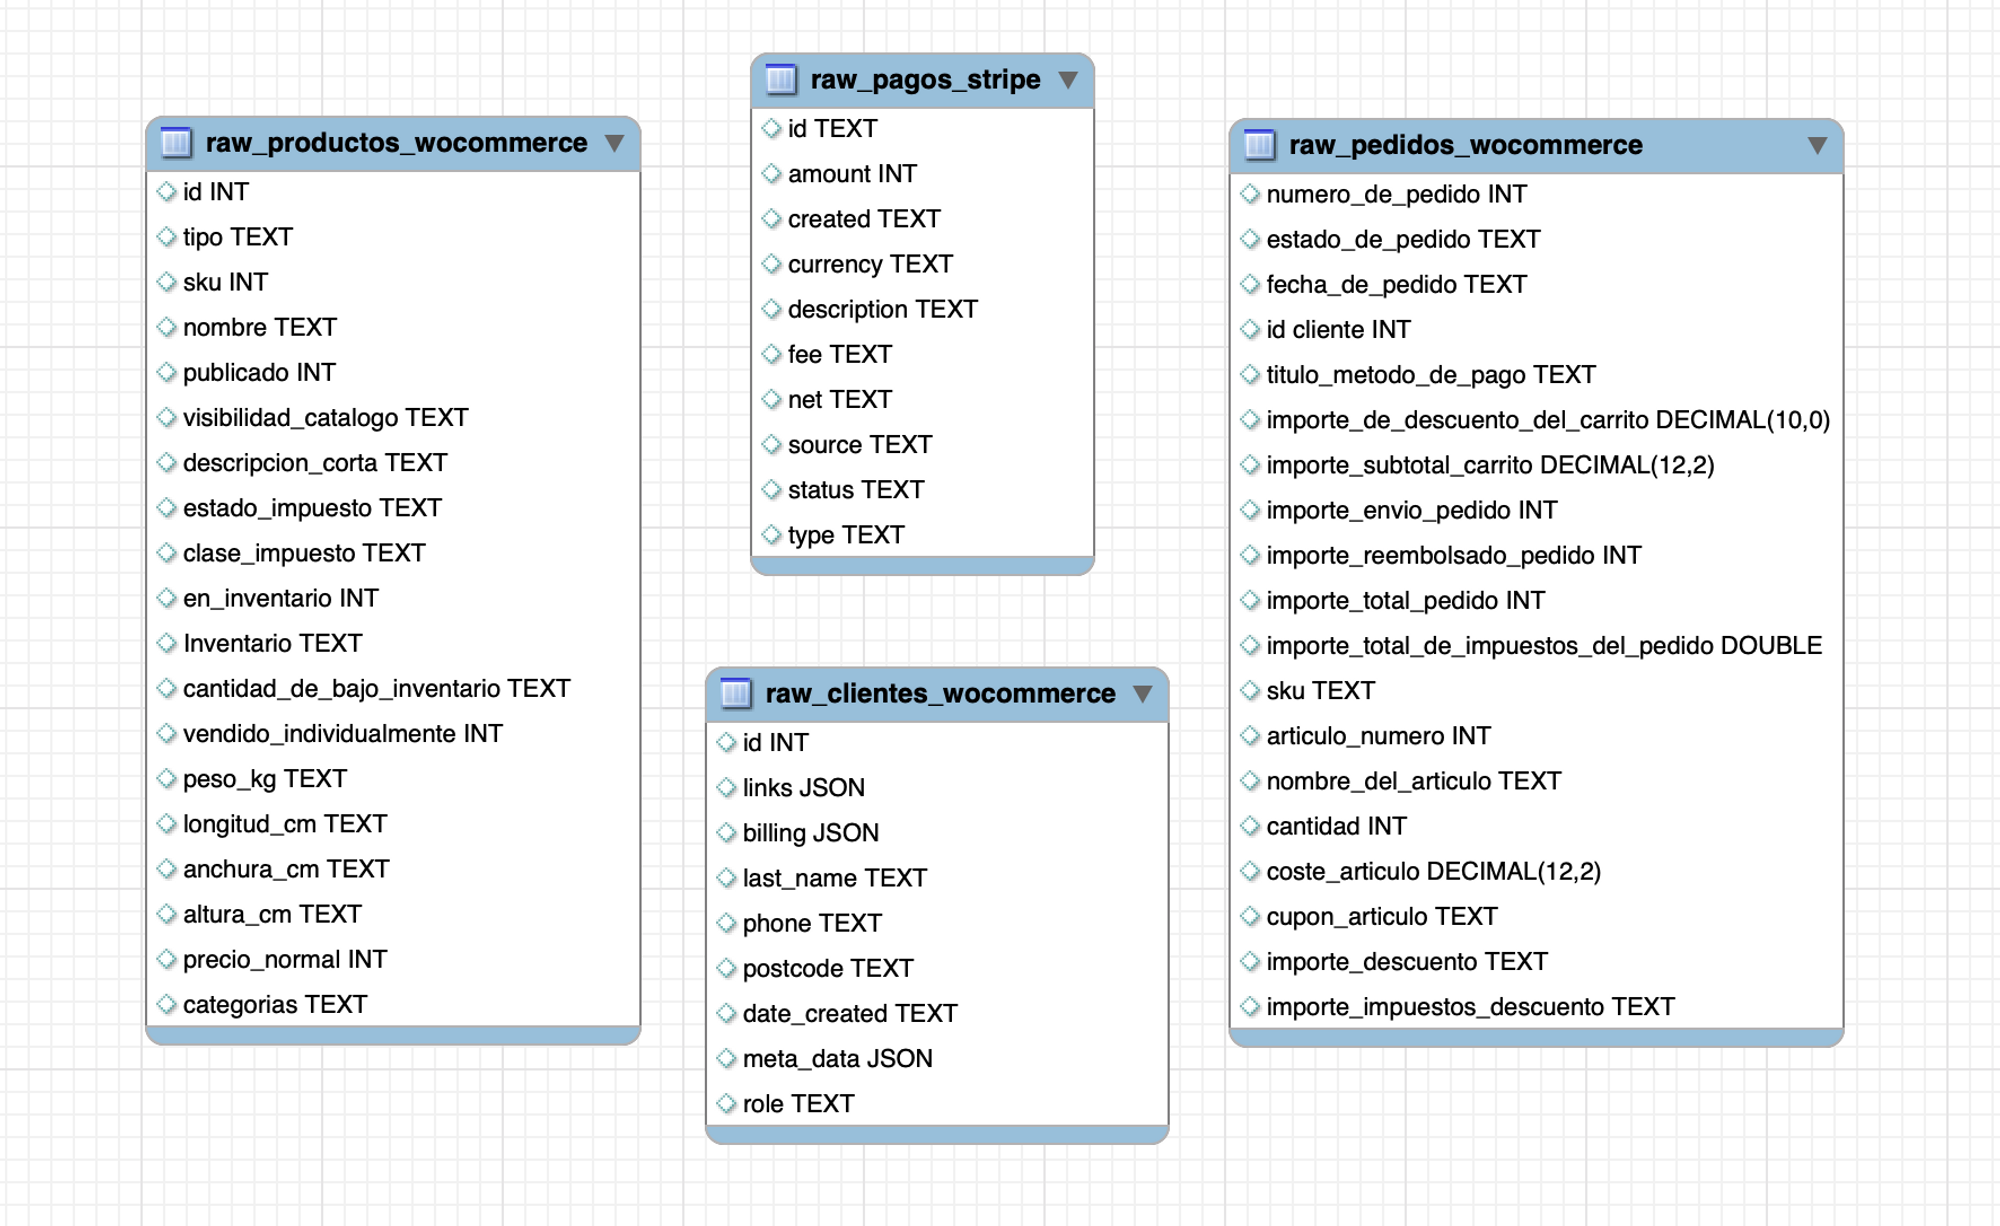 raw_productos_wocommerce
id INT
tipo TEXT
sku INT
nombre TEXT
publicado INT
visibilidad_catalogo TEXT
descripcion_corta TEXT
estado_impuesto TEXT
clase_impuesto TEXT
en_inventario INT
Inventario TEXT
cantidad_de_bajo_inventario TEXT
vendido_individualmente INT
peso_kg TEXT
longitud_cm TEXT
anchura_cm TEXT
altura_cm TEXT
precio_normal INT
categorias TEXT
raw_pagos_stripe
id TEXT
amount INT
created TEXT
currency TEXT
description TEXT
fee TEXT
net TEXT
source TEXT
status TEXT
type TEXT
raw_clientes_wocommerce
id INT
links JSON
billing JSON
last_name TEXT
phone TEXT
postcode TEXT
date_created TEXT
meta_data JSON
role TEXT
raw_pedidos_wocommerce
numero_de_pedido INT
estado_de_pedido TEXT
fecha_de_pedido TEXT
id cliente INT
titulo_metodo_de_pago TEXT
importe_de_descuento_del_carrito DECIMAL(10,0)
importe_subtotal_carrito DECIMAL(12,2)
importe_envio_pedido INT
importe_reembolsado_pedido INT
importe_total_pedido INT
importe_total_de_impuestos_del_pedido DOUBLE
sku TEXT
articulo_numero INT
nombre_del_articulo TEXT
cantidad INT
coste_articulo DECIMAL(12,2)
cupon_articulo TEXT
importe_descuento TEXT
importe_impuestos_descuento TEXT